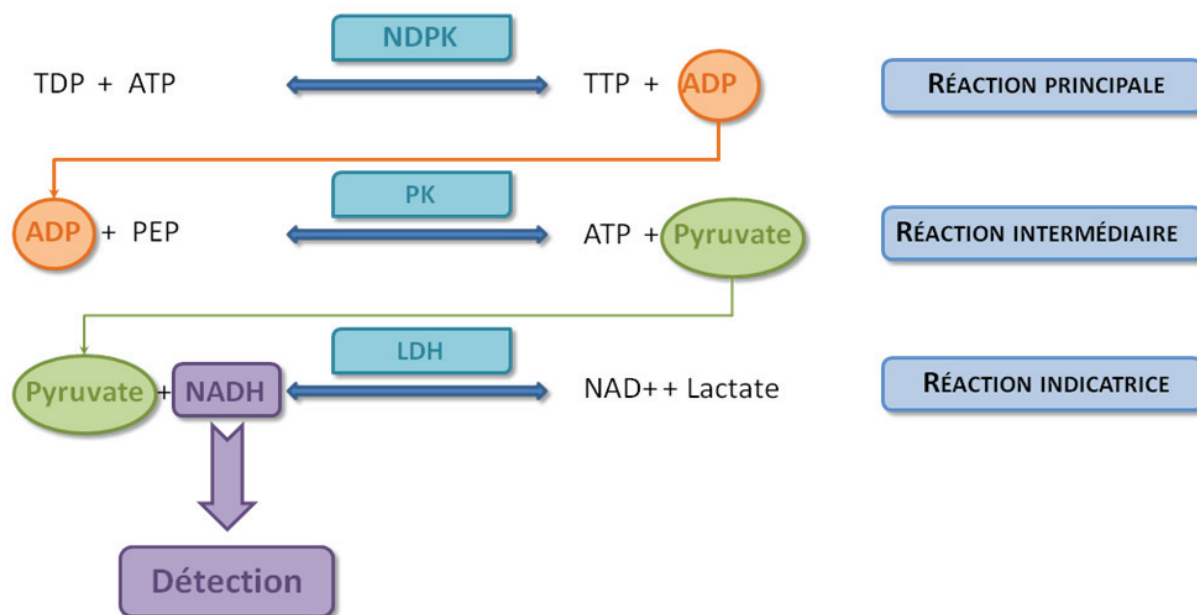 NDPK
TDP + ATP TTP + ADP RÉACTION PRINCIPALE
PK
ADP + PEP ATP + Pyruvate RÉACTION INTERMÉDIAIRE
LDH
Pyruvate + NADH NAD++ Lactate RÉACTION INDICATRICE
Détection